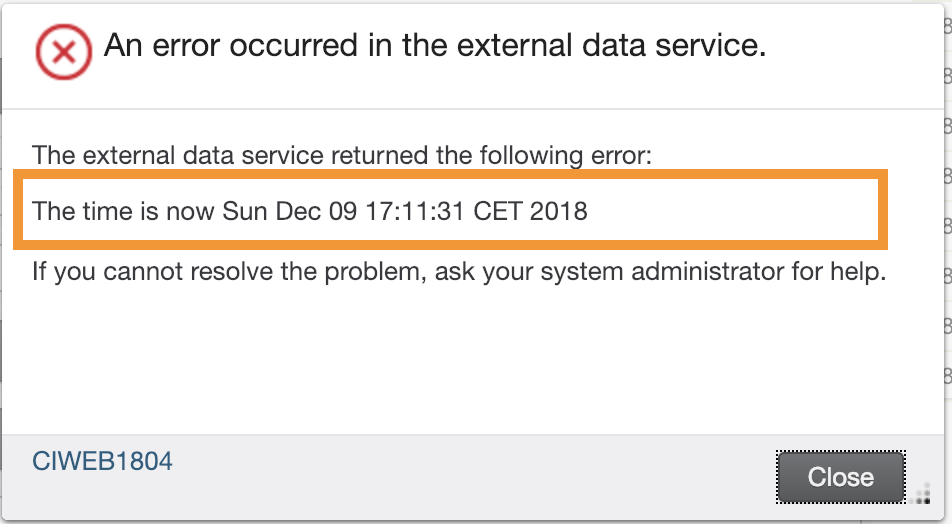 An error occurred in the external data service.
The external data service returned the following error:
The time is now Sun Dec 09 17:11:31 CET 2018
If you cannot resolve the problem, ask your system administrator for help.
CIWEB1804
Close